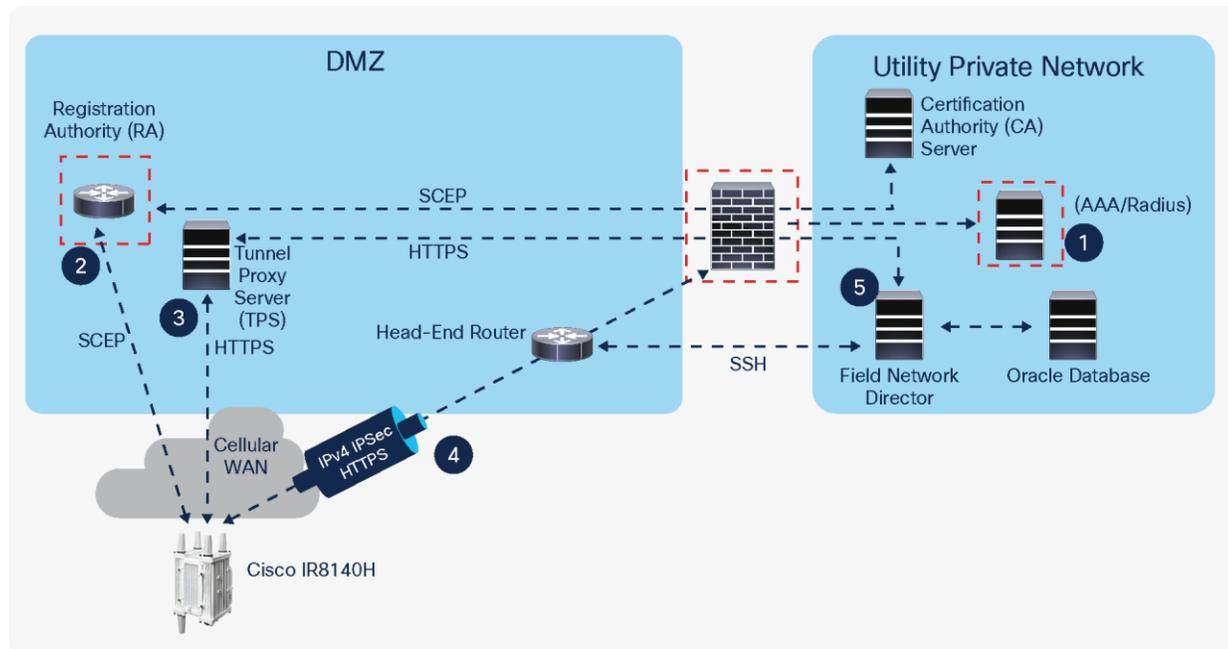 DMZ
Utility Private Network
Registration
Authority (RA)
Certification
Authority (CA)
Server
SCEP
(AAA/Radius)
1
HTTPS
2
Tunnel
Proxy
Server
(TPS)
3
5
SCEP
HTTPS
Head-End Router
SSH
Field Network
Director
Oracle Database
Cellular
WAN
IPv4 IPSec
HTTPS
4
Cisco IR8140H